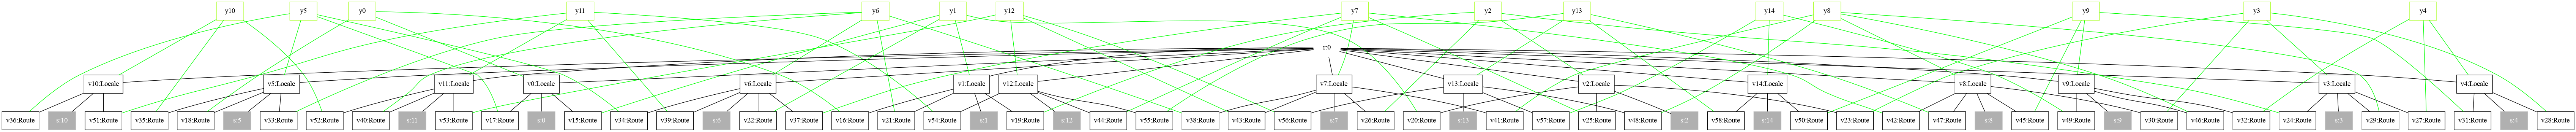 y10 y5 y0 y11 y6 y1 y12 y7 y2 y13 y14 y8 y9 y3 y4
r:0
v10:Locale v5:Locale v11:Locale v0:Locale v6:Locale v1:Locale v12:Locale v7:Locale v13:Locale v2:Locale v14:Locale v8:Locale v9:Locale v3:Locale v4:Locale
v36:Route s:10 v51:Route v35:Route v18:Route s:5 v33:Route v52:Route v40:Route s:11 v53:Route v17:Route s:0 v15:Route v34:Route v39:Route s:6 v22:Route v37:Route v16:Route v21:Route v54:Route s:1 v19:Route s:12 v44:Route v55:Route v38:Route v43:Route v56:Route s:7 v26:Route v20:Route s:13 v41:Route v57:Route v25:Route v48:Route s:2 v58:Route s:14 v50:Route v23:Route v42:Route v47:Route s:8 v45:Route v49:Route s:9 v30:Route v46:Route v32:Route v24:Route s:3 v29:Route v27:Route v31:Route s:4 v28:Route